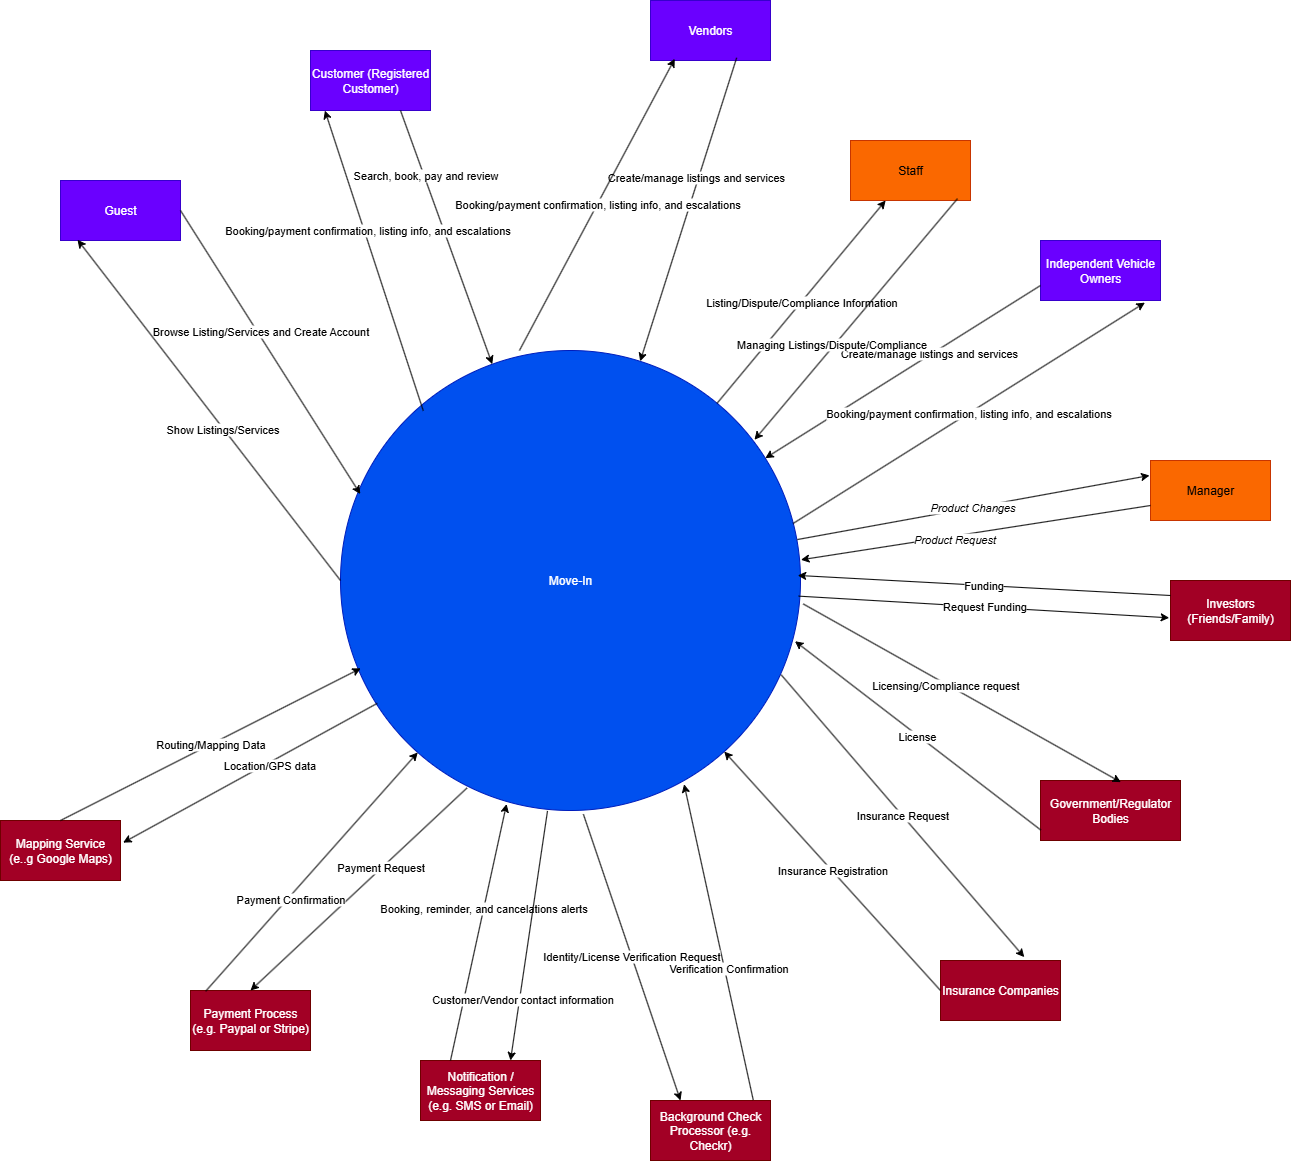 Vendors
Customer (Registered
Customer)
Search, book, pay and review
Create/manage listings and services
Staff
Guest
Booking/payment confirmation, listing info, and escalations
Booking/payment confirmation, listing info, and escalations
Independent Vehicle
Owners
Listing/Dispute/Compliance Information
Browse Listing/Services and Create Account
Managing Listings/Dispute/Compliance
Create/manage listings and services
Booking/payment confirmation, listing info, and escalations
Show Listings/Services
Manager
Product Changes
Product Request
Move-In
Funding
Request Funding
Investors
(Friends/Family)
Licensing/Compliance request
License
Routing/Mapping Data
Location/GPS data
Government/Regulator
Bodies
Insurance Request
Mapping Service
(e..g Google Maps)
Payment Request
Insurance Registration
Payment Confirmation
Booking, reminder, and cancelations alerts
Identity/License Verification Request
Verification Confirmation
Insurance Companies
Customer/Vendor contact information
Payment Process
(e.g. Paypal or Stripe)
Notification /
Messaging Services
(e.g. SMS or Email)
Background Check
Processor (e.g.
Checkr)